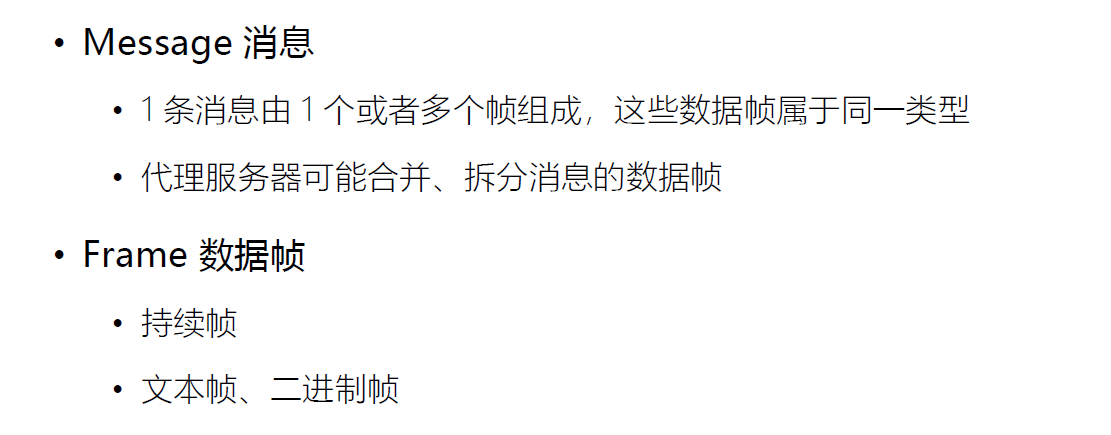 • Message 消息
• 1 条消息由 1 个或者多个帧组成，这些数据帧属于同一类型
• 代理服务器可能合并、拆分消息的数据帧
• Frame 数据帧
• 持续帧
• 文本帧、二进制帧